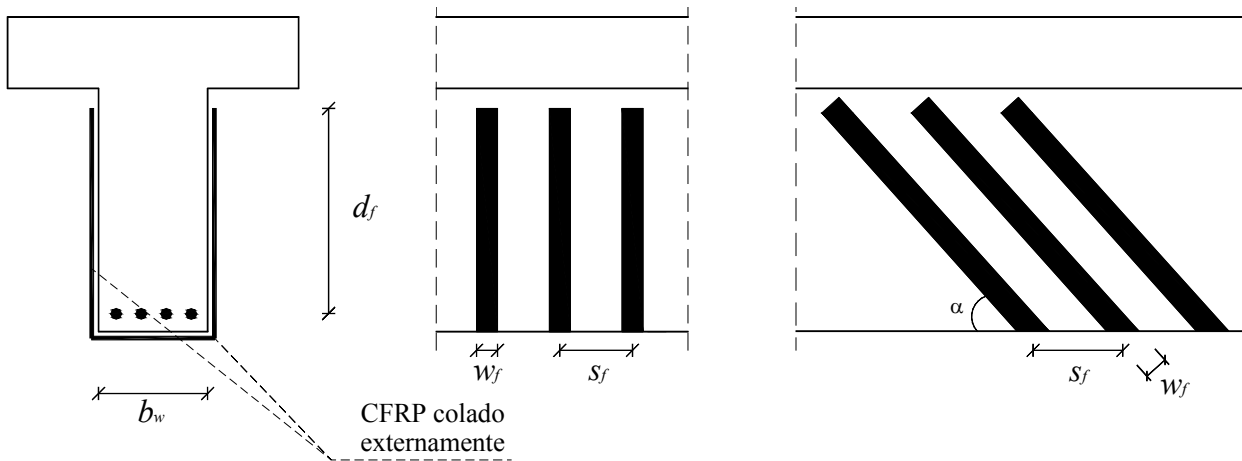 d_f
α
w_f
s_f
s_f
w_f
b_w
CFRP colado
externamente